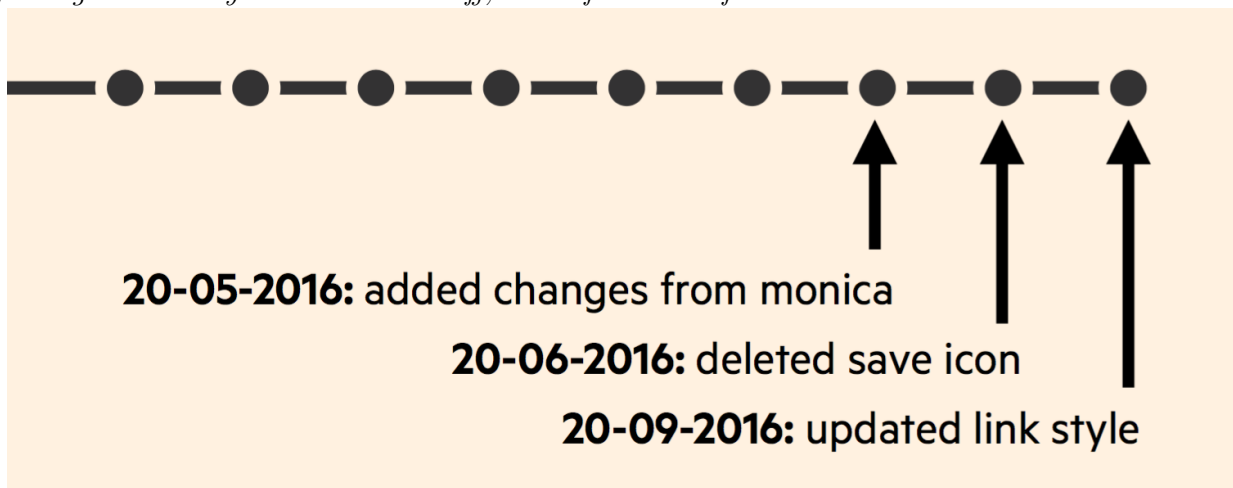 20-05-2016: added changes from monica
20-06-2016: deleted save icon
20-09-2016: updated link style